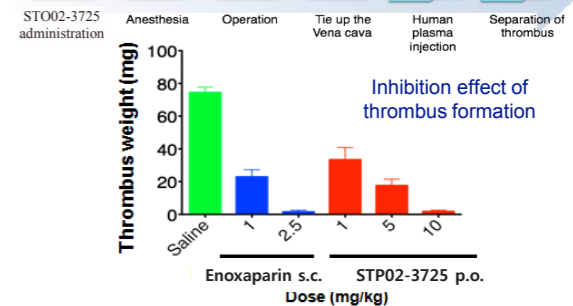 STO02-3725
administration
Anesthesia
Operation
Tie up the
Vena cava
Human
plasma
injection
Separation of
thrombus
Thrombus weight (mg)
100
80
60
40
20
0
Inhibition effect of
thrombus formation
Saline
1
2.5
1
5
10
Enoxaparin s.c.
STP02-3725 p.o.
Dose (mg/kg)